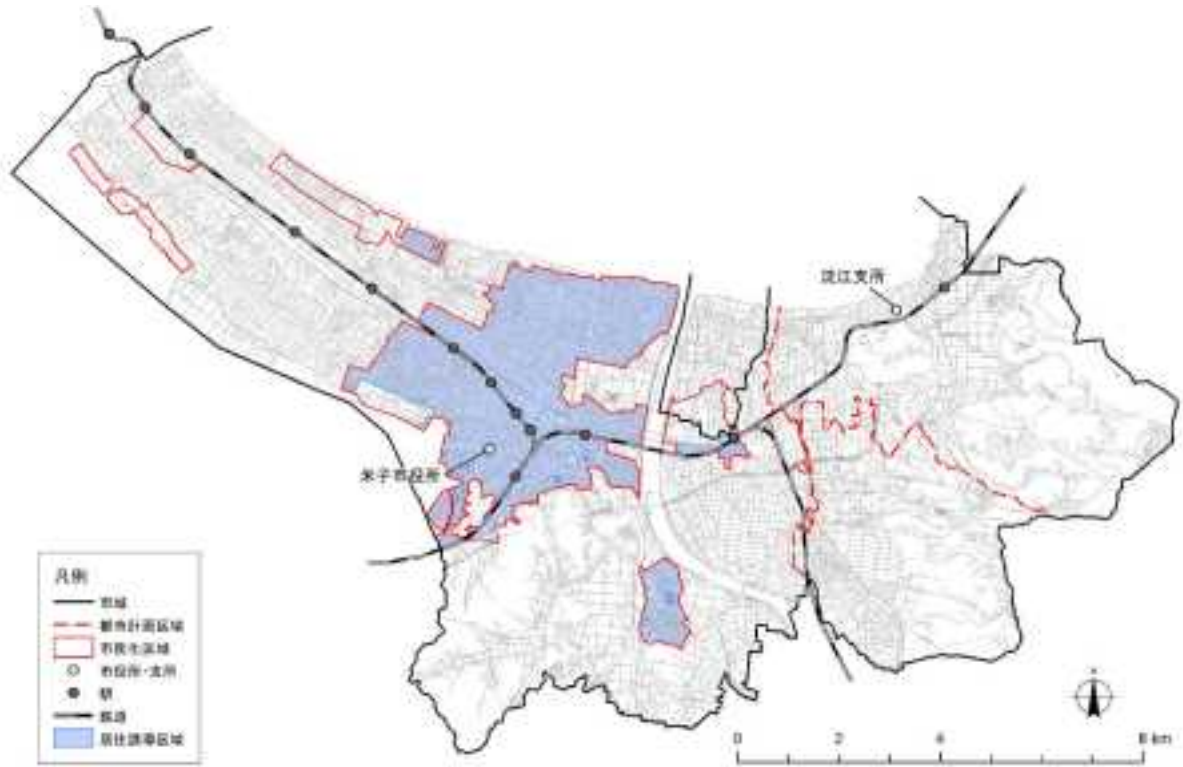 淀江支所
米子市役所
凡例
市域
都市計画区域
市街化区域
市役所・支所
駅
鉄道
居住誘導区域
0 2 4 8 km